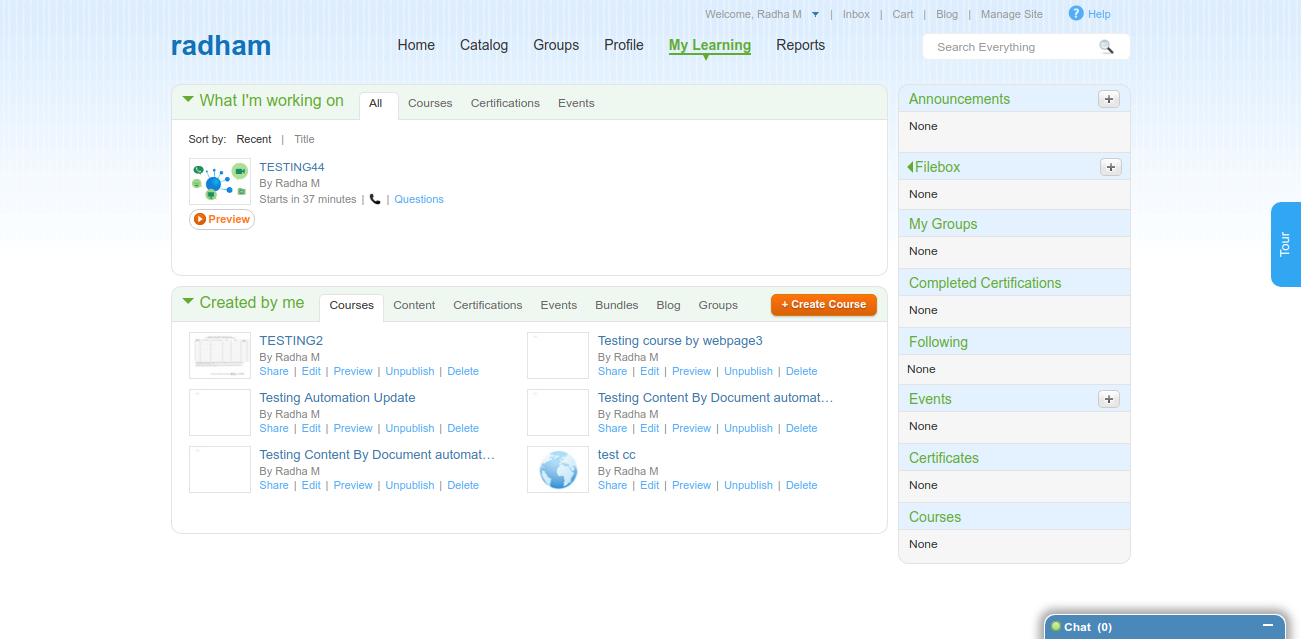 Welcome, Radha M | Inbox | Cart | Blog | Manage Site ? Help
radham
Home Catalog Groups Profile My Learning Reports
Search Everything
What I'm working on All Courses Certifications Events
Sort by: Recent | Title
TESTING44
By Radha M
Starts in 37 minutes | | Questions
Preview
Created by me Courses Content Certifications Events Bundles Blog Groups + Create Course
TESTING2
By Radha M
Share | Edit | Preview | Unpublish | Delete
Testing course by webpage3
By Radha M
Share | Edit | Preview | Unpublish | Delete
Testing Automation Update
By Radha M
Share | Edit | Preview | Unpublish | Delete
Testing Content By Document automat…
By Radha M
Share | Edit | Preview | Unpublish | Delete
Testing Content By Document automat…
By Radha M
Share | Edit | Preview | Unpublish | Delete
test cc
By Radha M
Share | Edit | Preview | Unpublish | Delete
Announcements +
None
Filebox +
None
My Groups
None
Completed Certifications
None
Following
None
Events +
None
Certificates
None
Courses
None
Tour
Chat (0)